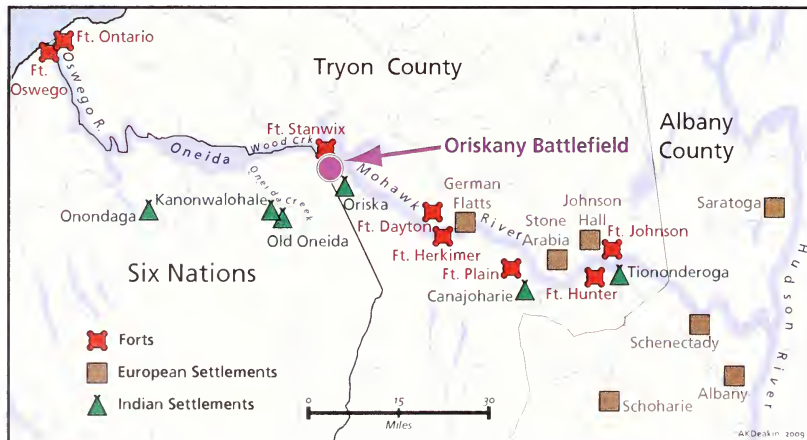 Ft. Ontario
Ft.
Oswego
Oswego R.
Tryon County
Albany
County
Ft. Stanwix
Wood Crk
Oneida
Oriskany Battlefield
Mohawk
River
German
Flatts
Johnson
Hall
Saratoga
Kanonwalohale
Oneida Creek
Oriska
Onondaga
Old Oneida
Ft. Dayton
Stone
Arabia
Ft. Johnson
Ft. Herkimer
Six Nations
Ft. Plain
Tiononderoga
Canajoharie
Ft. Hunter
Hudson
River
Forts
European Settlements
Indian Settlements
Schenectady
Albany
Schoharie
0 15 30
Miles
AKDeakin 2009